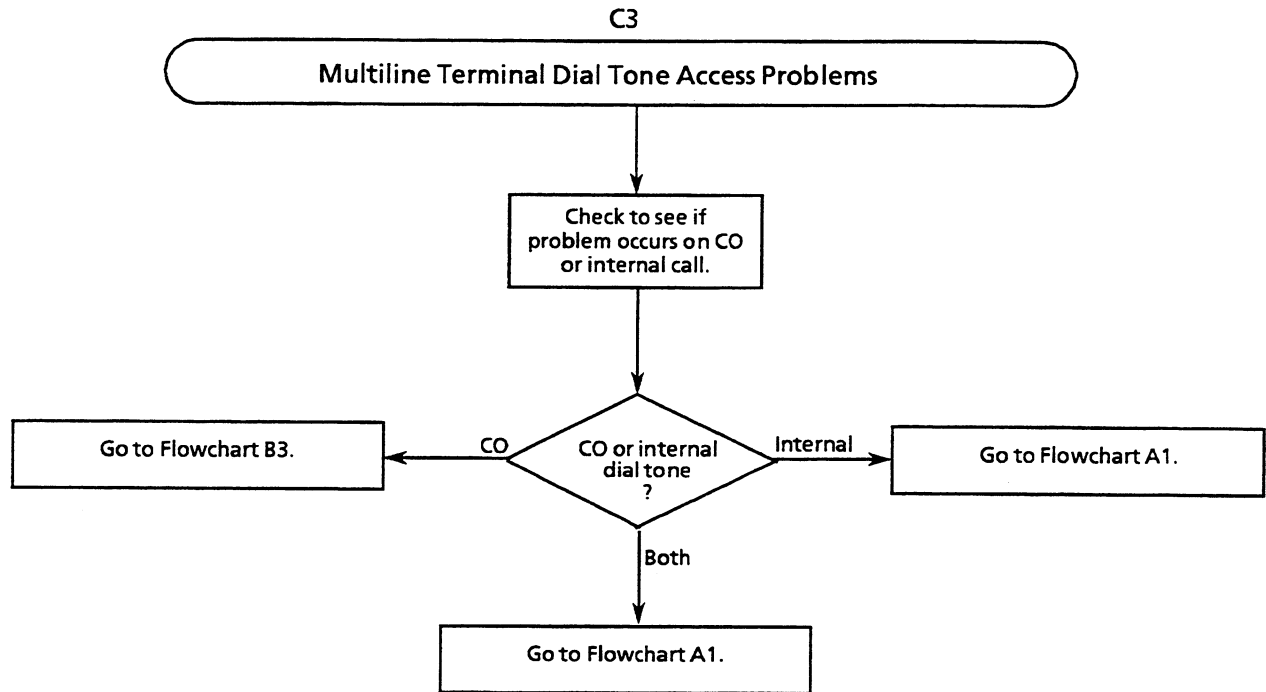 C3
Multiline Terminal Dial Tone Access Problems
Check to see if
problem occurs on CO
or internal call.
Go to Flowchart B3.
CO
CO or internal
dial tone
?
Internal
Go to Flowchart A1.
Both
Go to Flowchart A1.